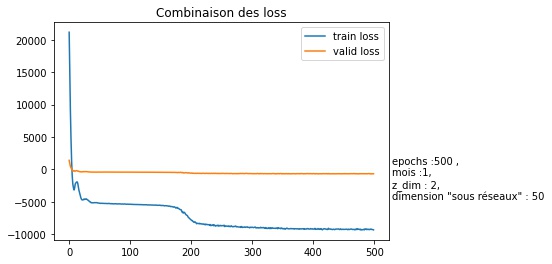 Combinaison des loss
train loss
valid loss
20000
15000
10000
5000
0
−5000
−10000
0 100 200 300 400 500
epochs :500 ,
mois :1,
z_dim : 2,
dimension "sous réseaux" : 50